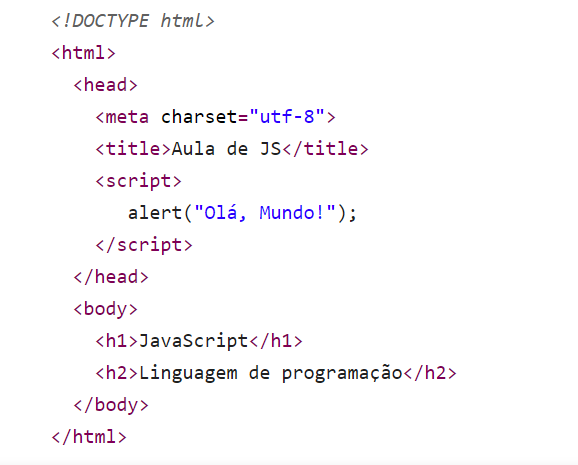 <!DOCTYPE html>
<html>
<head>
<meta charset="utf-8">
<title>Aula de JS</title>
<script>
alert("Olá, Mundo!");
</script>
</head>
<body>
<h1>JavaScript</h1>
<h2>Linguagem de programação</h2>
</body>
</html>